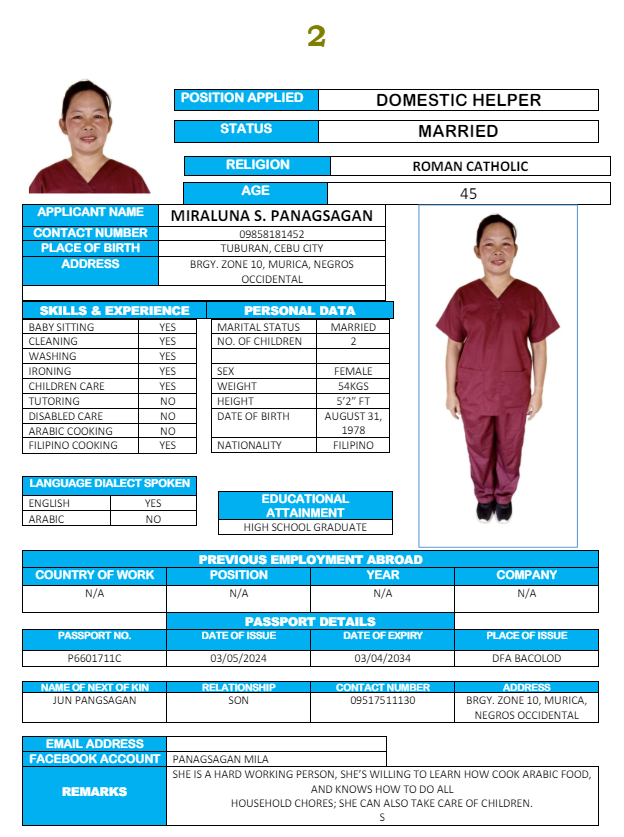 2
POSITION APPLIED DOMESTIC HELPER
STATUS MARRIED
RELIGION ROMAN CATHOLIC
AGE 45
APPLICANT NAME MIRALUNA S. PANAGSAGAN
CONTACT NUMBER 09858181452
PLACE OF BIRTH TUBURAN, CEBU CITY
ADDRESS BRGY. ZONE 10, MURICA, NEGROS
OCCIDENTAL
SKILLS & EXPERIENCE PERSONAL DATA
BABY SITTING YES MARITAL STATUS MARRIED
CLEANING YES NO. OF CHILDREN 2
WASHING YES
IRONING YES SEX FEMALE
CHILDREN CARE YES WEIGHT 54KGS
TUTORING NO HEIGHT 5’2” FT
DISABLED CARE NO DATE OF BIRTH AUGUST 31,
ARABIC COOKING NO 1978
FILIPINO COOKING YES NATIONALITY FILIPINO
LANGUAGE DIALECT SPOKEN
ENGLISH YES
ARABIC NO
EDUCATIONAL
ATTAINMENT
HIGH SCHOOL GRADUATE
PREVIOUS EMPLOYMENT ABROAD
COUNTRY OF WORK POSITION YEAR COMPANY
N/A N/A N/A N/A
PASSPORT DETAILS
PASSPORT NO. DATE OF ISSUE DATE OF EXPIRY PLACE OF ISSUE
P6601711C 03/05/2024 03/04/2034 DFA BACOLOD
NAME OF NEXT OF KIN RELATIONSHIP CONTACT NUMBER ADDRESS
JUN PANGSAGAN SON 09517511130 BRGY. ZONE 10, MURICA,
NEGROS OCCIDENTAL
EMAIL ADDRESS
FACEBOOK ACCOUNT PANAGSAGAN MILA
REMARKS SHE IS A HARD WORKING PERSON, SHE’S WILLING TO LEARN HOW COOK ARABIC FOOD,
AND KNOWS HOW TO DO ALL
HOUSEHOLD CHORES; SHE CAN ALSO TAKE CARE OF CHILDREN.
S